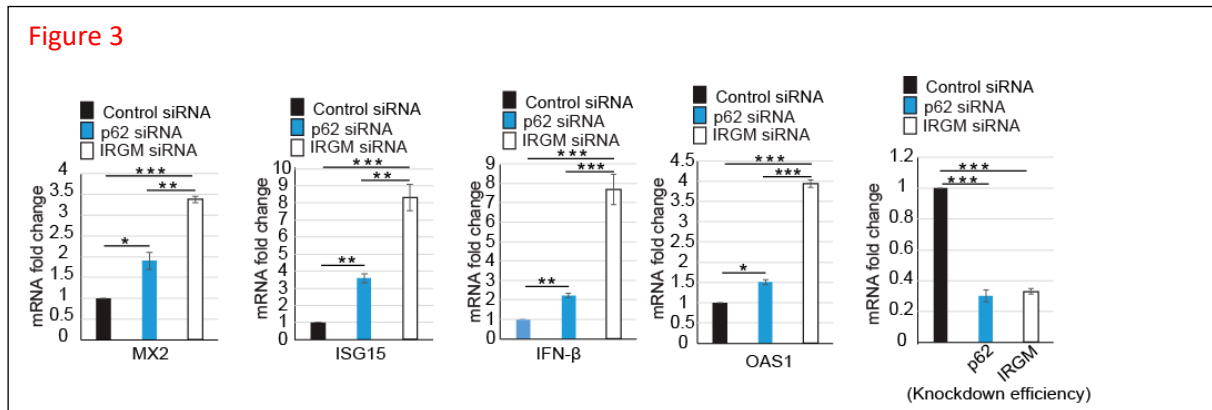 Figure 3
Control siRNA
p62 siRNA
IRGM siRNA
mRNA fold change
4
3.5
3
2.5
2
1.5
1
0.5
0
***
**
*
MX2
Control siRNA
p62 siRNA
IRGM siRNA
mRNA fold change
10
9
8
7
6
5
4
3
2
1
0
***
**
**
ISG15
Control siRNA
p62 siRNA
IRGM siRNA
mRNA fold change
9
8
7
6
5
4
3
2
1
0
***
***
**
IFN-β
Control siRNA
p62 siRNA
IRGM siRNA
mRNA fold change
4.5
4
3.5
3
2.5
2
1.5
1
0.5
0
***
***
*
OAS1
Control siRNA
p62 siRNA
IRGM siRNA
mRNA fold change
1.2
1
0.8
0.6
0.4
0.2
0
***
***
p62
IRGM
(Knockdown efficiency)